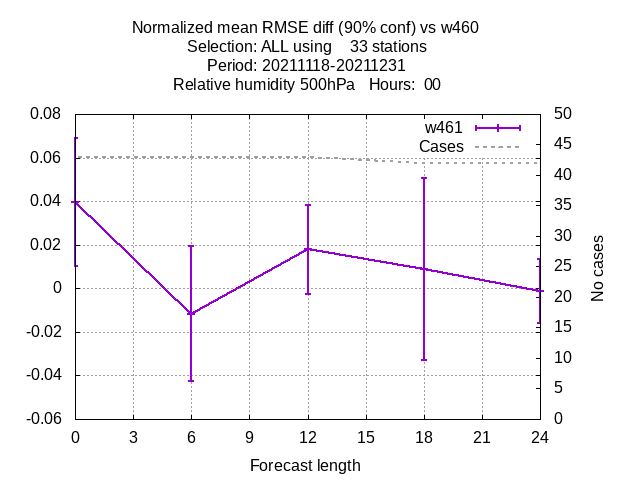 Normalized mean RMSE diff (90% conf) vs w460
Selection: ALL using 33 stations
Period: 20211118-20211231
Relative humidity 500hPa Hours: 00
0.08
0.06
0.04
0.02
0
-0.02
-0.04
-0.06
w461
Cases
50
45
40
35
30
25
20
15
10
5
0
No cases
0 3 6 9 12 15 18 21 24
Forecast length